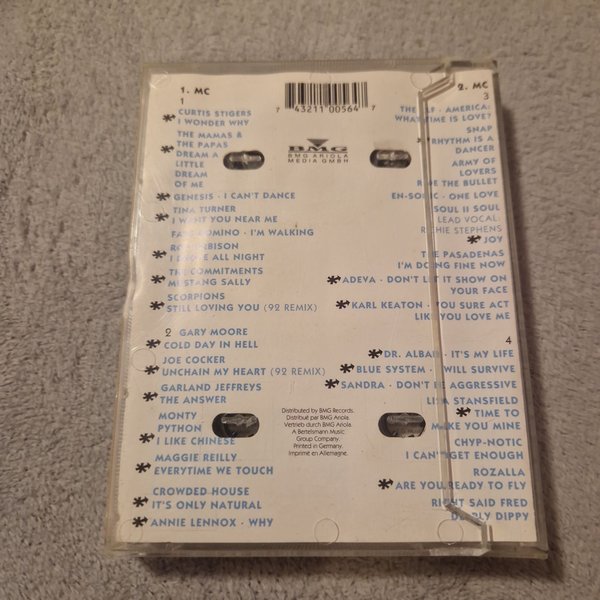 1. MC
1
CURTIS STIGERS
I WONDER WHY
THE MAMAS &
THE PAPAS
DREAM A
LITTLE
DREAM
OF ME
GENESIS · I CAN'T DANCE
TINA TURNER
I WANT YOU NEAR ME
FATS DOMINO · I'M WALKING
ROY ORBISON
I DROVE ALL NIGHT
THE COMMITMENTS
MUSTANG SALLY
SCORPIONS
STILL LOVING YOU (92 REMIX)
2 GARY MOORE
COLD DAY IN HELL
JOE COCKER
UNCHAIN MY HEART (92 REMIX)
GARLAND JEFFREYS
THE ANSWER
MONTY
PYTHON
I LIKE CHINESE
MAGGIE REILLY
EVERYTIME WE TOUCH
CROWDED HOUSE
IT'S ONLY NATURAL
ANNIE LENNOX · WHY
7 43211 00564 7
BMG
BMG ARIOLA
MEDIA GMBH
Distributed by BMG Records.
Distribué par BMG Ariola.
Vertrieb durch BMG Ariola.
A Bertelsmann Music
Group Company.
Printed in Germany.
Imprimé en Allemagne.
2. MC
3
THE KLF · AMERICA:
WHAT TIME IS LOVE?
SNAP
RHYTHM IS A
DANCER
ARMY OF
LOVERS
RIDE THE BULLET
EN-SONIC · ONE LOVE
SOUL II SOUL
LEAD VOCAL:
RICHIE STEPHENS
JOY
THE PASADENAS
I'M DOING FINE NOW
ADEVA · DON'T LET IT SHOW ON
YOUR FACE
KARL KEATON · YOU SURE ACT
LIKE YOU LOVE ME
4
DR. ALBAN · IT'S MY LIFE
BLUE SYSTEM · I WILL SURVIVE
SANDRA · DON'T BE AGGRESSIVE
LISA STANSFIELD
TIME TO
MAKE YOU MINE
CHYP-NOTIC
I CAN'T GET ENOUGH
ROZALLA
ARE YOU READY TO FLY
RIGHT SAID FRED
DEEPLY DIPPY